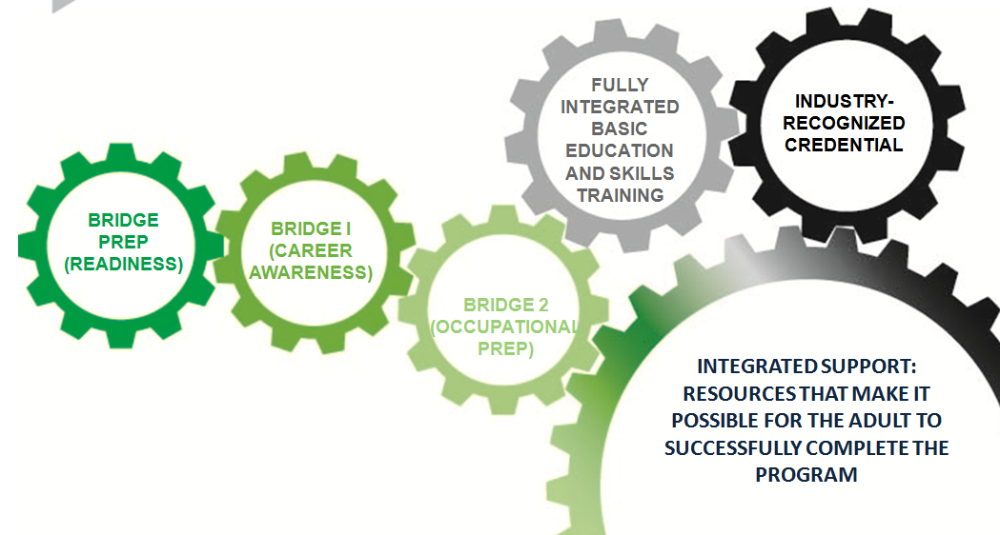 BRIDGE
PREP
(READINESS)
BRIDGE I
(CAREER
AWARENESS)
BRIDGE 2
(OCCUPATIONAL
PREP)
FULLY
INTEGRATED
BASIC
EDUCATION
AND SKILLS
TRAINING
INDUSTRY-
RECOGNIZED
CREDENTIAL
INTEGRATED SUPPORT:
RESOURCES THAT MAKE IT
POSSIBLE FOR THE ADULT TO
SUCCESSFULLY COMPLETE THE
PROGRAM